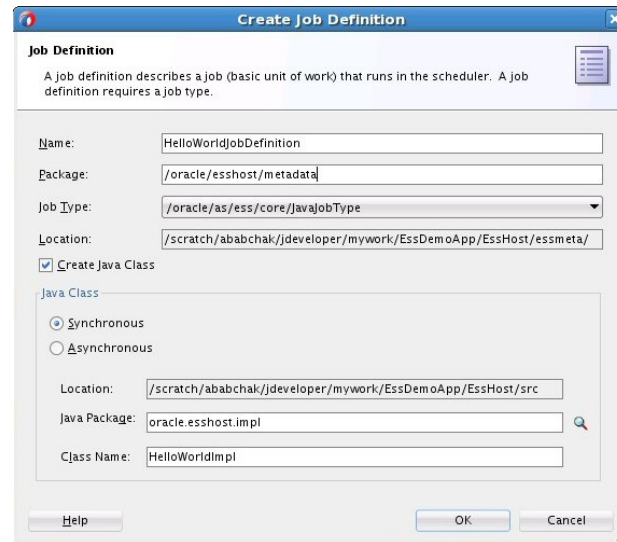 Create Job Definition
Job Definition
A job definition describes a job (basic unit of work) that runs in the scheduler. A job
definition requires a job type.
Name: HelloWorldJobDefinition
Package: /oracle/esshost/metadata
Job Type: /oracle/as/ess/core/JavaJobType
Location: /scratch/ababchak/jdeveloper/mywork/EssDemoApp/EssHost/essmeta/
Create Java Class
Java Class
Synchronous
Asynchronous
Location: /scratch/ababchak/jdeveloper/mywork/EssDemoApp/EssHost/src
Java Package: oracle.esshost.impl
Class Name: HelloWorldImpl
Help OK Cancel